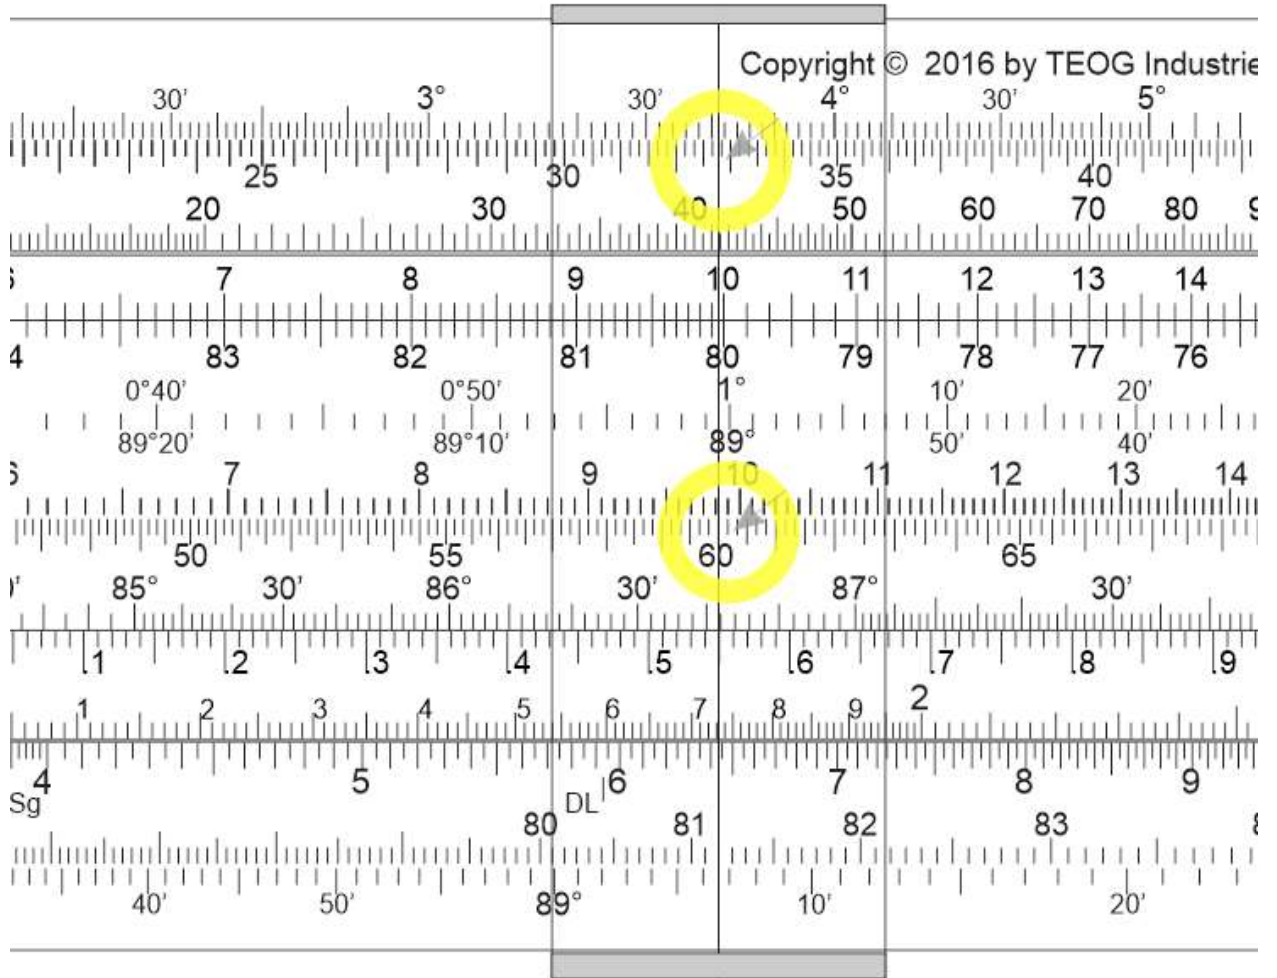 Copyright © 2016 by TEOG Industrie
30' 3° 30' 4° 30' 5°
25 30 35 40
20 30 40 50 60 70 80 9
7 8 9 10 11 12 13 14
4 83 82 81 80 79 78 77 76
0°40' 0°50' 1° 10' 20'
89°20' 89°10' 89° 50' 40'
7 8 9 10 11 12 13 14
50 55 60 65
85° 30' 86° 30' 87° 30'
.1 .2 .3 .4 .5 .6 .7 .8 .9
1 2 3 4 5 6 7 8 9 2
4 5 6 7 8 9
Sg DL
80 81 82 83
40' 50' 89° 10' 20'